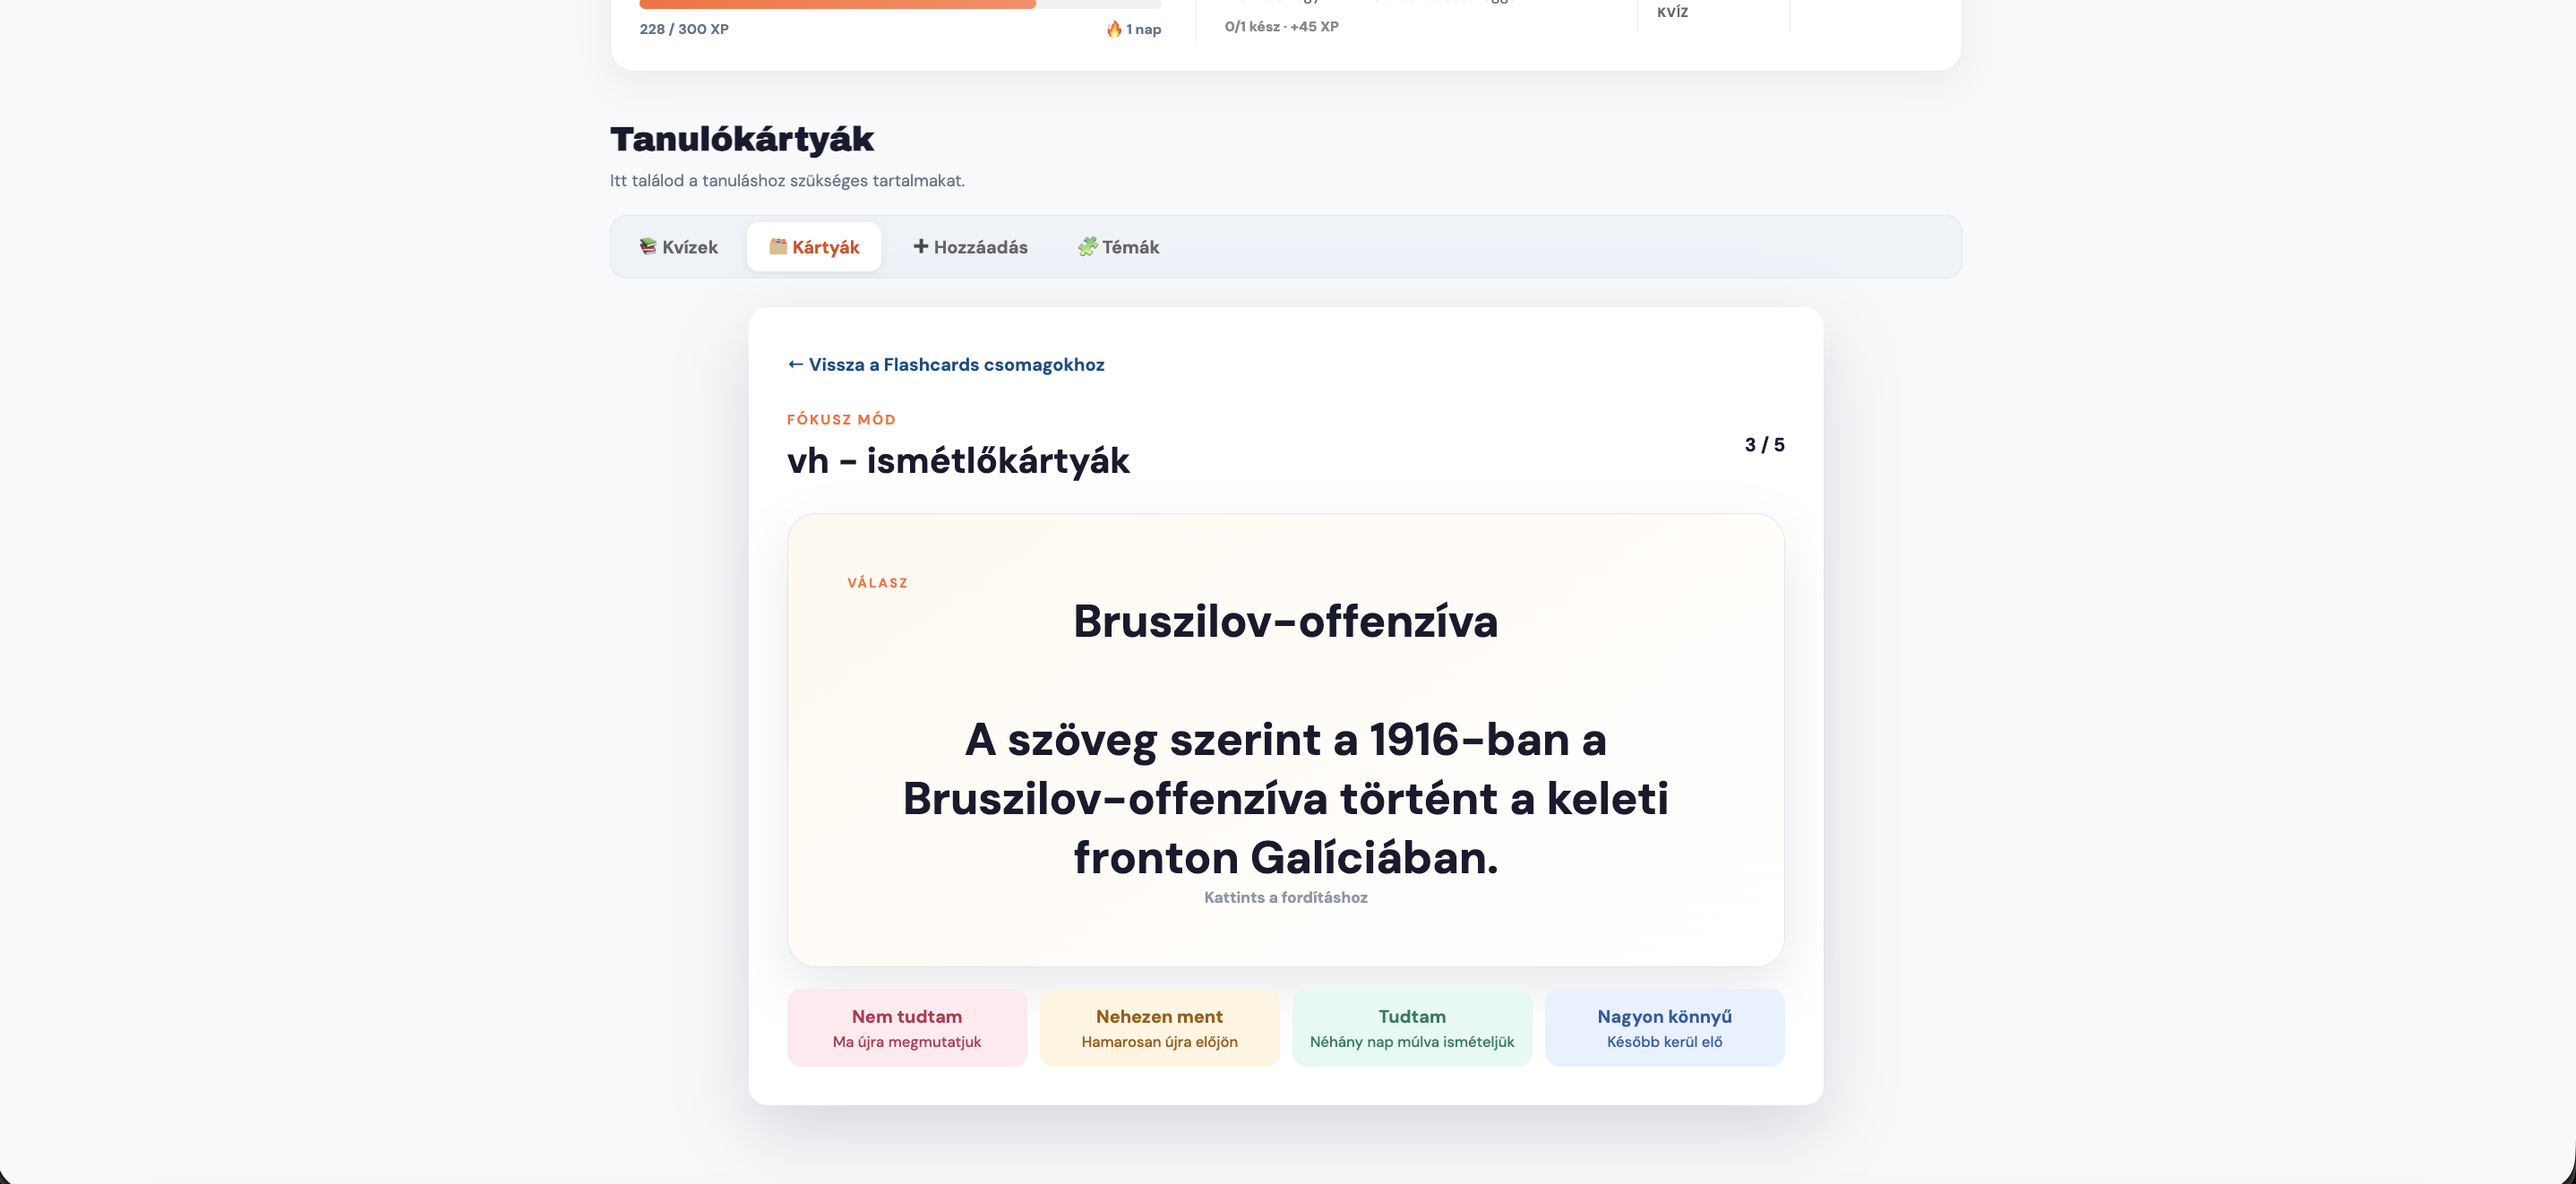 228 / 300 XP
🔥 1 nap
0/1 kész · +45 XP
KVÍZ
Tanulókártyák
Itt találod a tanuláshoz szükséges tartalmakat.
Kvízek
Kártyák
+ Hozzáadás
Témák
← Vissza a Flashcards csomagokhoz
FÓKUSZ MÓD
vh - ismétlőkártyák
3 / 5
VÁLASZ
Bruszilov-offenzíva
A szöveg szerint a 1916-ban a
Bruszilov-offenzíva történt a keleti
fronton Galíciában.
Kattints a fordításhoz
Nem tudtam
Ma újra megmutatjuk
Nehezen ment
Hamarosan újra előjön
Tudtam
Néhány nap múlva ismételjük
Nagyon könnyű
Később kerül elő